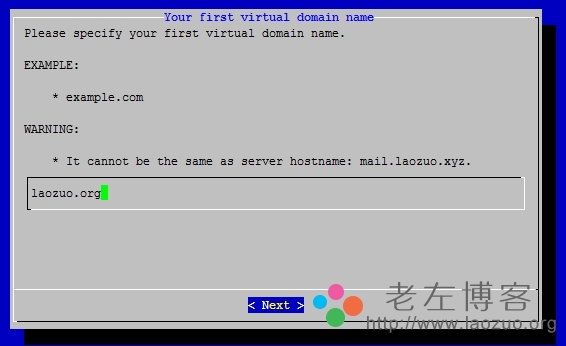 Your first virtual domain name
Please specify your first virtual domain name.
EXAMPLE:
* example.com
WARNING:
* It cannot be the same as server hostname: mail.laozuo.xyz.
laozuo.org
< Next >
老左博客
http://www.laozuo.org